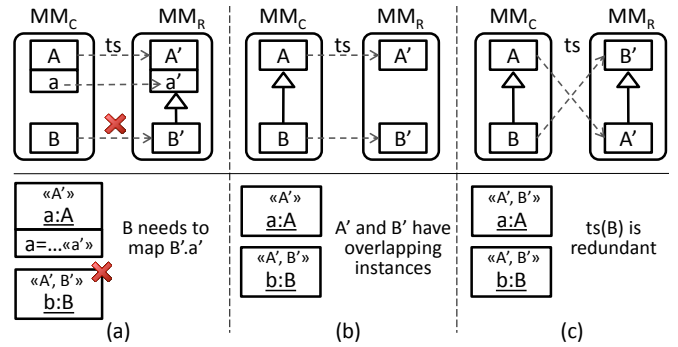 MMC MMR
ts
A A’
a a’
B B’
«A’»
a:A
a=...«a’»
«A’, B’»
b:B
B needs to
map B’.a’
(a)
MMC MMR
ts
A A’
B B’
«A’»
a:A
«A’, B’»
b:B
A’ and B’ have
overlapping
instances
(b)
MMC MMR
ts
A B’
B A’
«A’, B’»
a:A
«A’, B’»
b:B
ts(B) is
redundant
(c)